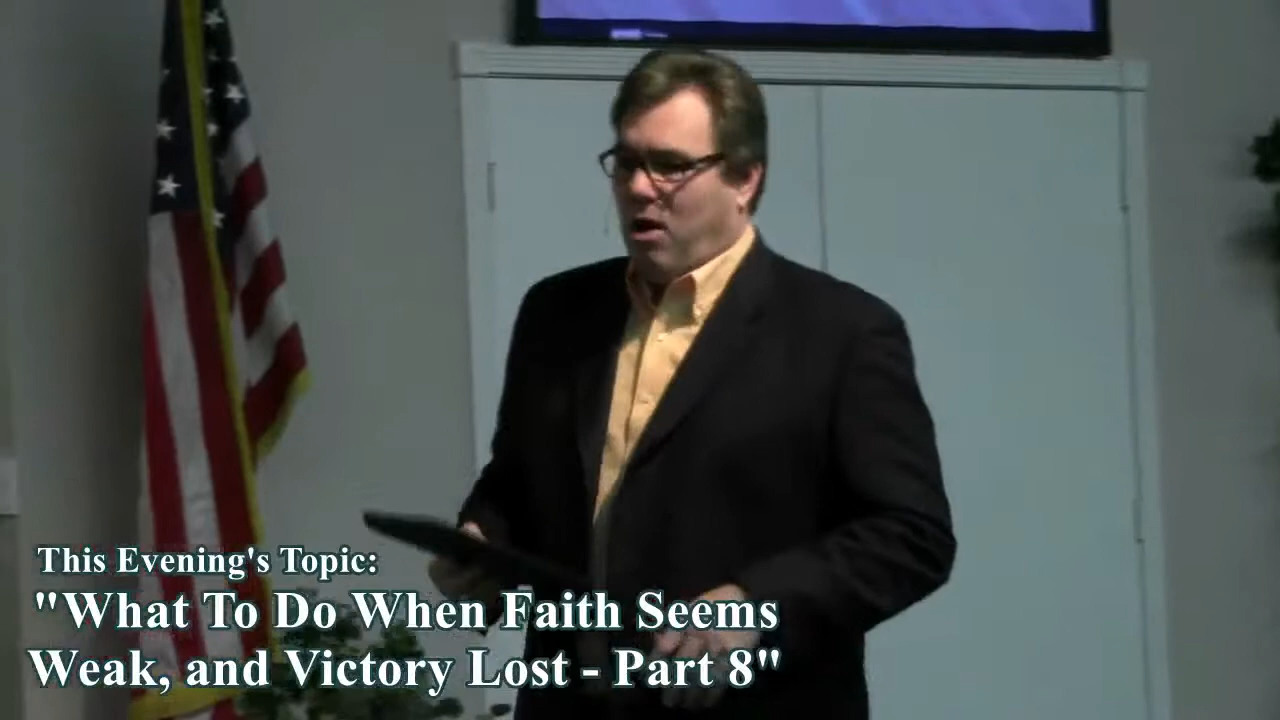 This Evening's Topic:
"What To Do When Faith Seems
Weak, and Victory Lost - Part 8"